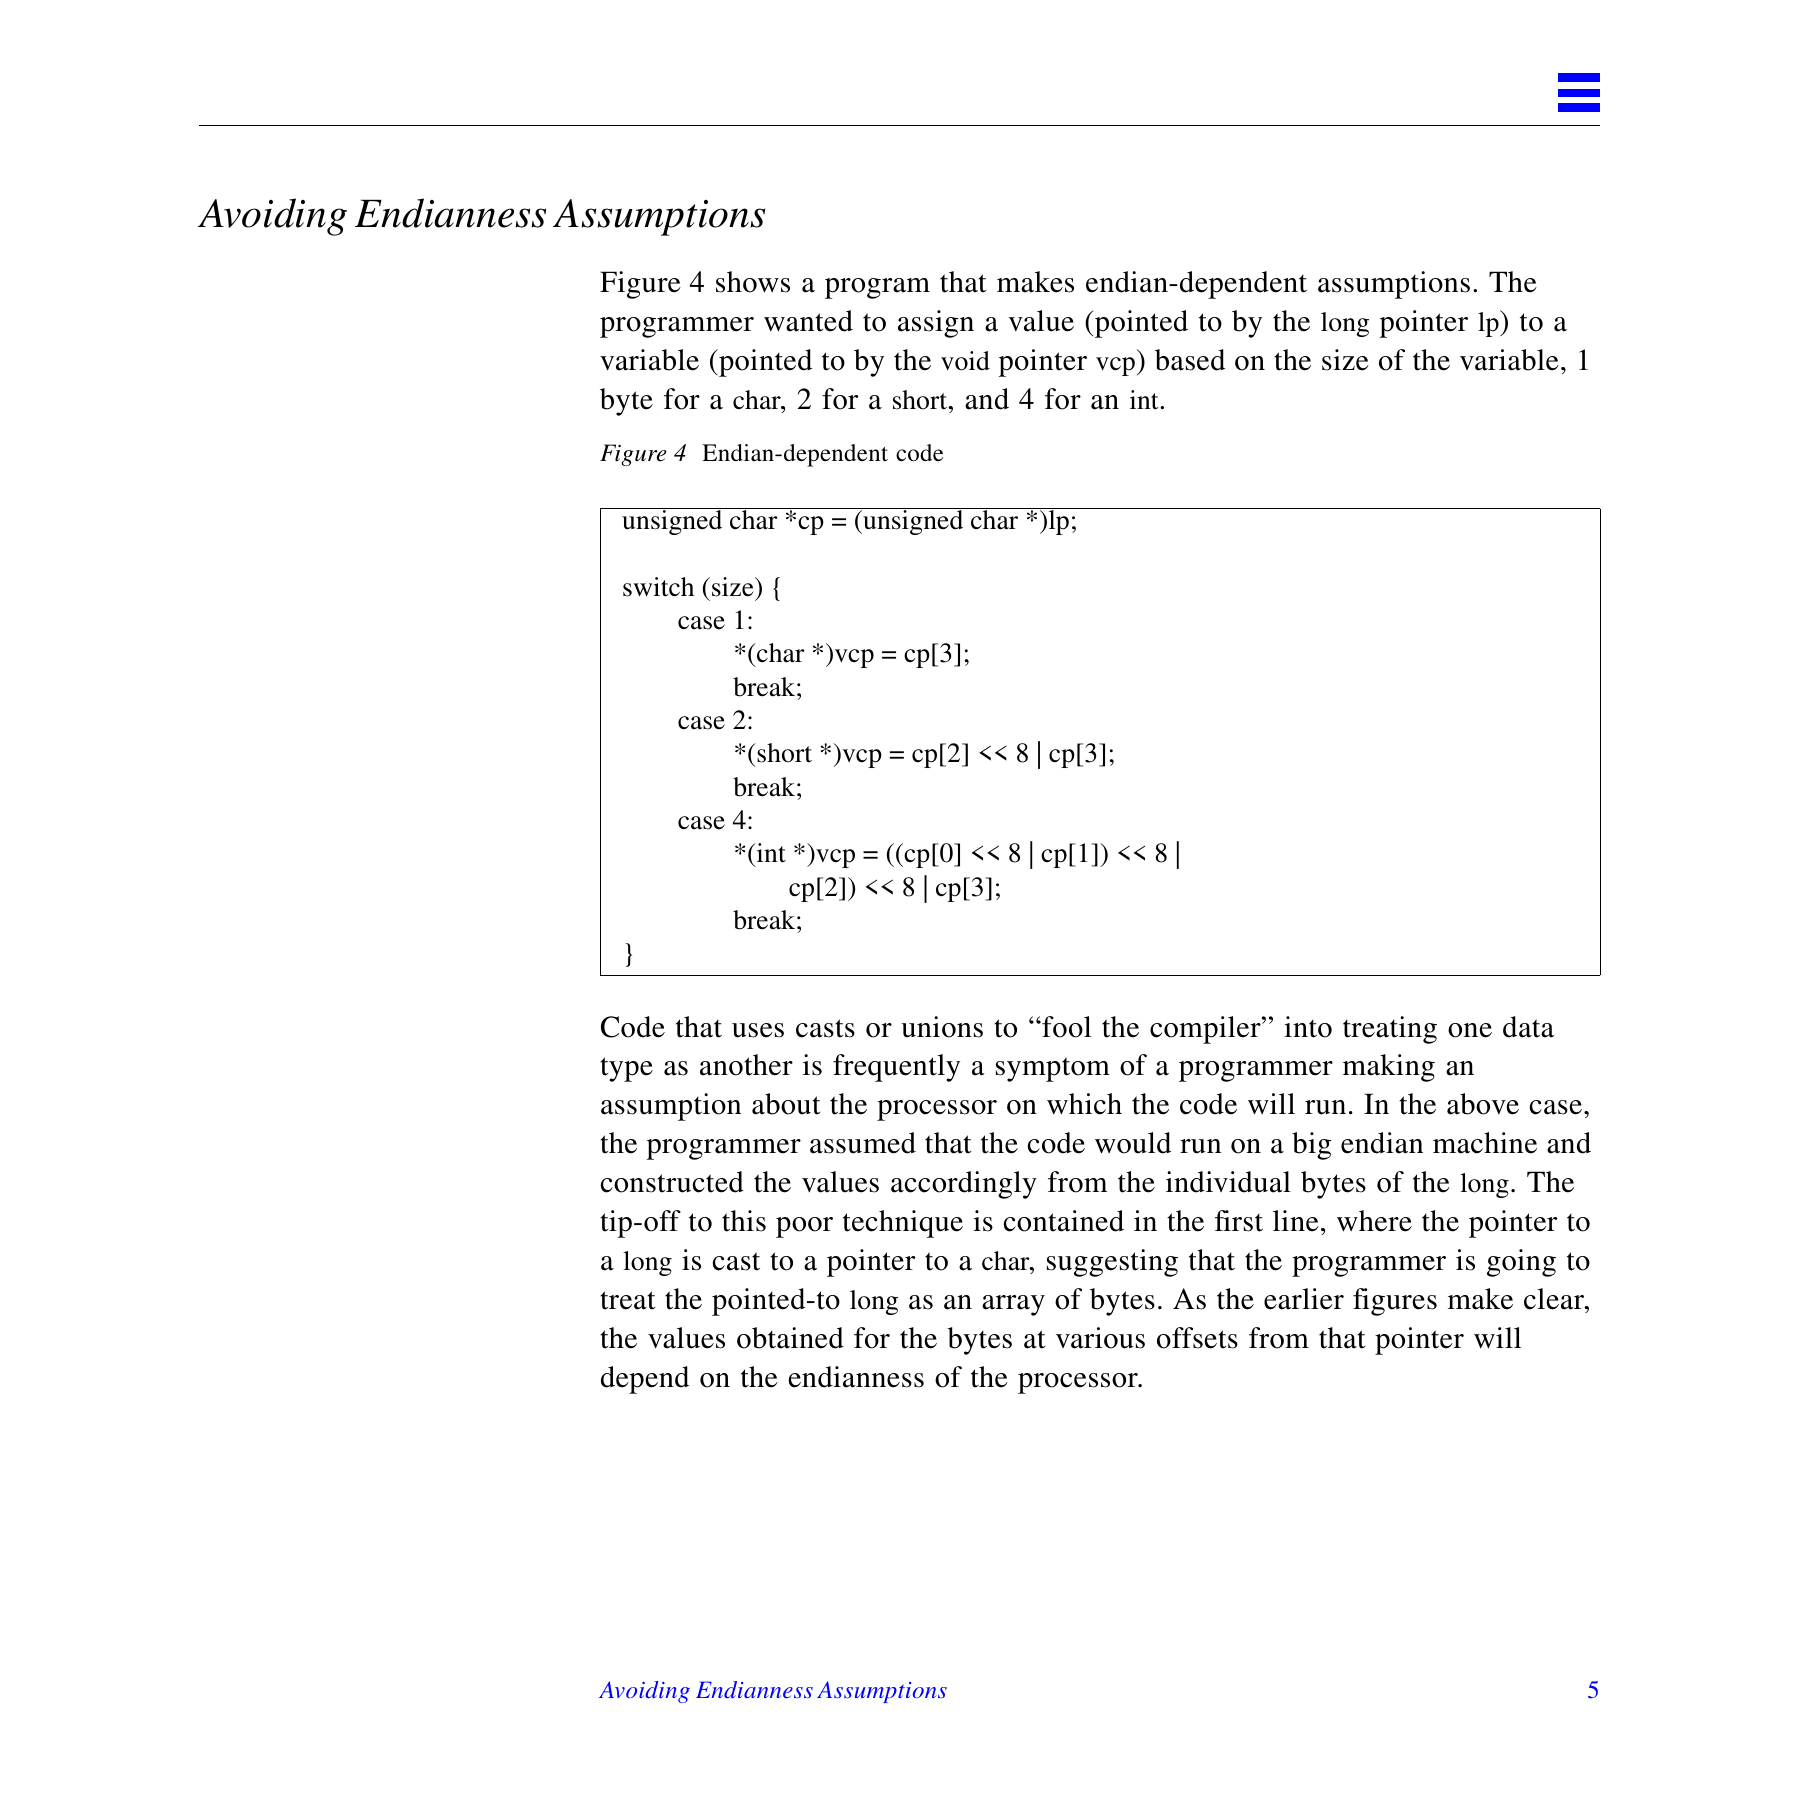 Avoiding Endianness Assumptions
Figure 4 shows a program that makes endian-dependent assumptions. The
programmer wanted to assign a value (pointed to by the long pointer lp) to a
variable (pointed to by the void pointer vcp) based on the size of the variable, 1
byte for a char, 2 for a short, and 4 for an int.
Figure 4 Endian-dependent code
unsigned char *cp = (unsigned char *)lp;
switch (size) {
case 1:
*(char *)vcp = cp[3];
break;
case 2:
*(short *)vcp = cp[2] << 8 | cp[3];
break;
case 4:
*(int *)vcp = ((cp[0] << 8 | cp[1]) << 8 |
cp[2]) << 8 | cp[3];
break;
}
Code that uses casts or unions to “fool the compiler” into treating one data
type as another is frequently a symptom of a programmer making an
assumption about the processor on which the code will run. In the above case,
the programmer assumed that the code would run on a big endian machine and
constructed the values accordingly from the individual bytes of the long. The
tip-off to this poor technique is contained in the first line, where the pointer to
a long is cast to a pointer to a char, suggesting that the programmer is going to
treat the pointed-to long as an array of bytes. As the earlier figures make clear,
the values obtained for the bytes at various offsets from that pointer will
depend on the endianness of the processor.
Avoiding Endianness Assumptions 5